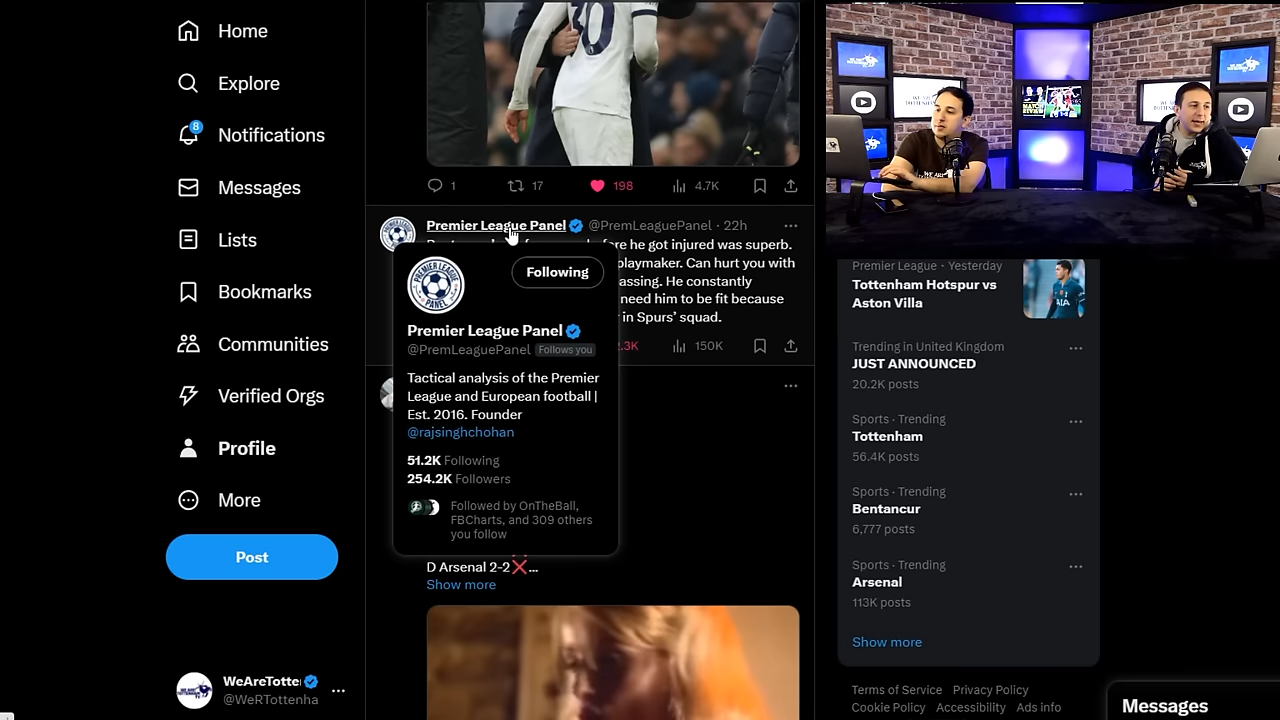 Home
Explore
8
Notifications
Messages
Lists
Bookmarks
Communities
Verified Orgs
Profile
More
Post
WeAreTotte
@WeRTottenha
30
1
17
198
4.7K
Premier League Panel
@PremLeaguePanel · 22h
fore he got injured was superb.
playmaker. Can hurt you with
assing. He constantly
need him to be fit because
in Spurs' squad.
2.3K
150K
PREMIER LEAGUE
PANEL
Following
Premier League Panel
@PremLeaguePanel Follows you
Tactical analysis of the Premier
League and European football |
Est. 2016. Founder
@rajsinghchohan
51.2K Following
254.2K Followers
Followed by OnTheBall,
FBCharts, and 309 others
you follow
D Arsenal 2-2❌...
Show more
Premier League · Yesterday
Tottenham Hotspur vs
Aston Villa
Trending in United Kingdom
JUST ANNOUNCED
20.2K posts
Sports · Trending
Tottenham
56.4K posts
Sports · Trending
Bentancur
6,777 posts
Sports · Trending
Arsenal
113K posts
Show more
Terms of Service Privacy Policy
Cookie Policy Accessibility Ads info
Messages